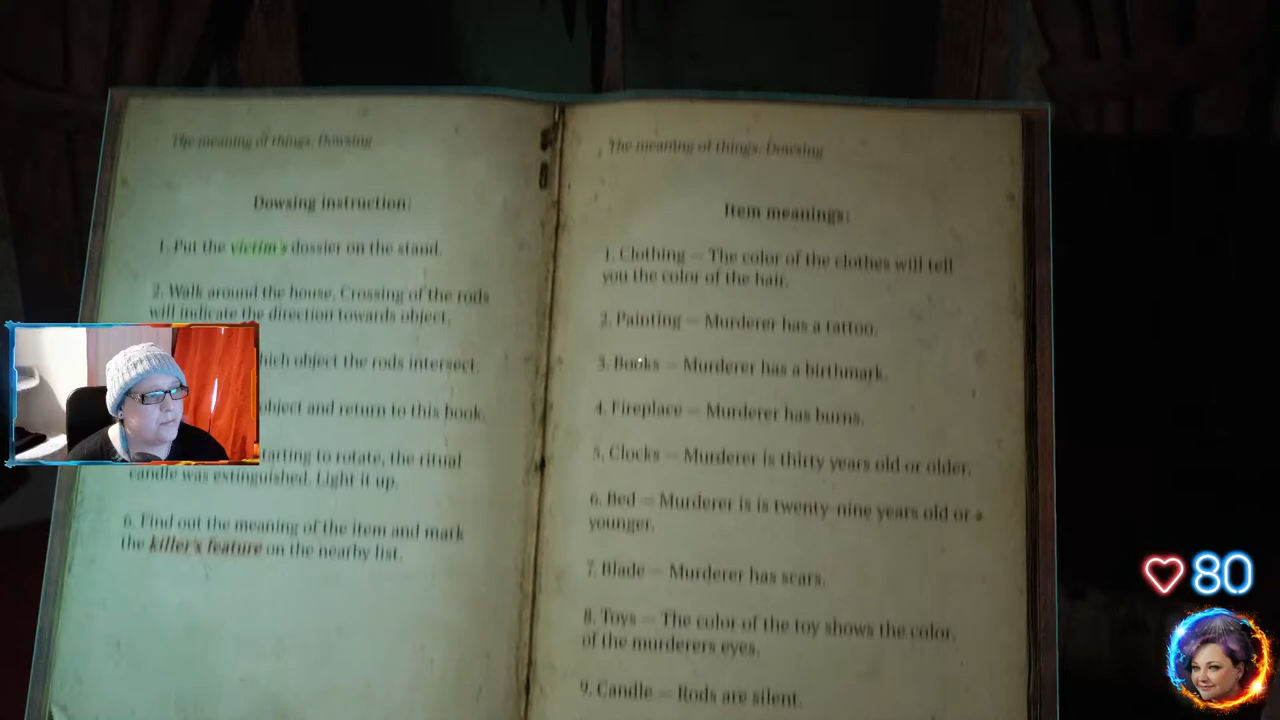 The meaning of things. Dowsing
Dowsing instruction:
1. Put the victim's dossier on the stand.
2. Walk around the house. Crossing of the rods
will indicate the direction towards object.
which object the rods intersect.
object and return to this book.
starting to rotate, the ritual
candle was extinguished. Light it up.
6. Find out the meaning of the item and mark
the killer's feature on the nearby list.
The meaning of things. Dowsing
Item meanings:
1. Clothing — The color of the clothes will tell
you the color of the hair.
2. Painting — Murderer has a tattoo.
3. Books — Murderer has a birthmark.
4. Fireplace — Murderer has burns.
5. Clocks — Murderer is thirty years old or older.
6. Bed — Murderer is is twenty-nine years old or
younger.
7. Blade — Murderer has scars.
8. Toys — The color of the toy shows the color
of the murderers eyes.
9. Candle — Rods are silent.
80